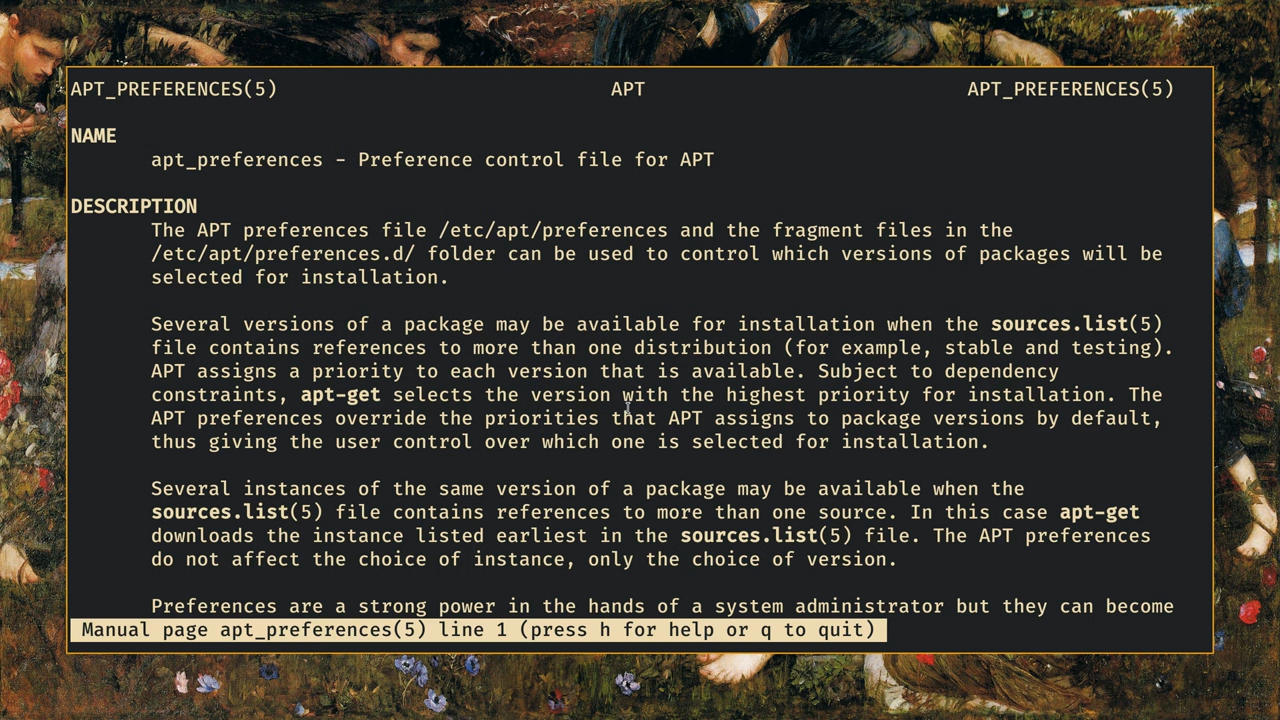 APT_PREFERENCES(5) APT APT_PREFERENCES(5)
NAME
apt_preferences - Preference control file for APT
DESCRIPTION
The APT preferences file /etc/apt/preferences and the fragment files in the
/etc/apt/preferences.d/ folder can be used to control which versions of packages will be
selected for installation.
Several versions of a package may be available for installation when the sources.list(5)
file contains references to more than one distribution (for example, stable and testing).
APT assigns a priority to each version that is available. Subject to dependency
constraints, apt-get selects the version with the highest priority for installation. The
APT preferences override the priorities that APT assigns to package versions by default,
thus giving the user control over which one is selected for installation.
Several instances of the same version of a package may be available when the
sources.list(5) file contains references to more than one source. In this case apt-get
downloads the instance listed earliest in the sources.list(5) file. The APT preferences
do not affect the choice of instance, only the choice of version.
Preferences are a strong power in the hands of a system administrator but they can become
Manual page apt_preferences(5) line 1 (press h for help or q to quit)